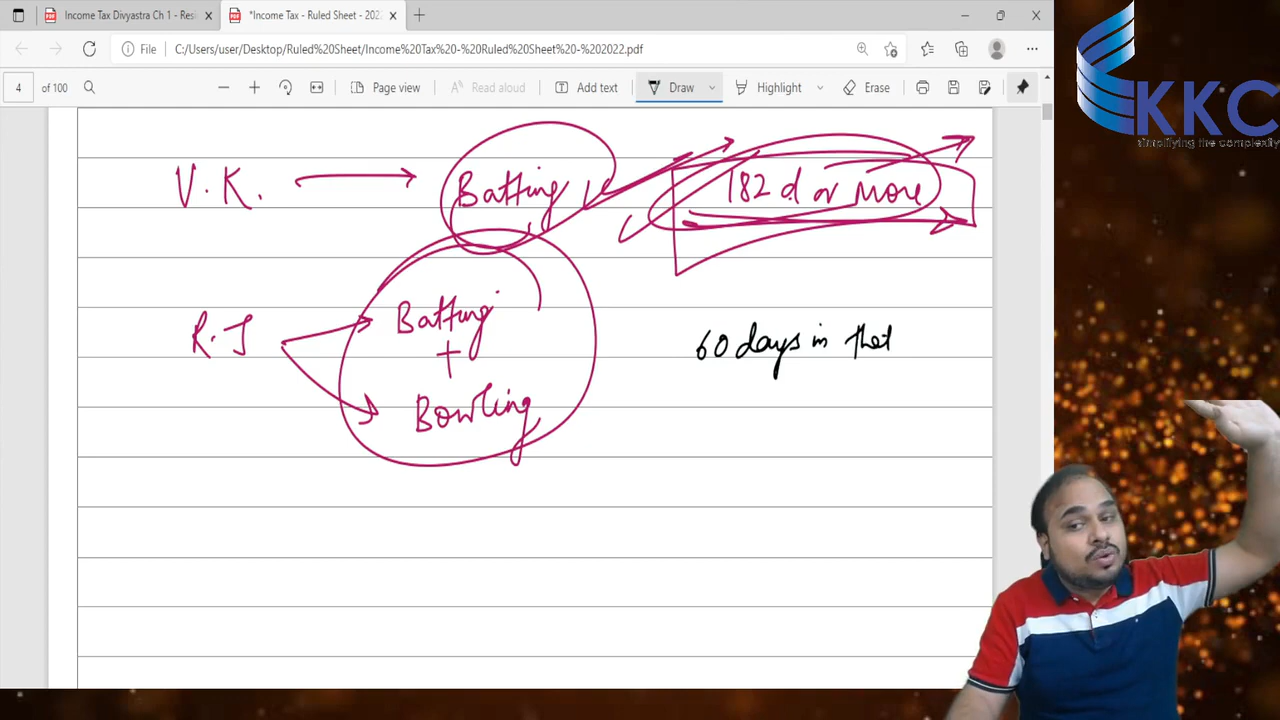 Income Tax Divyastra Ch 1 - Resi
*Income Tax - Ruled Sheet - 202
File C:/Users/user/Desktop/Ruled%20Sheet/Income%20Tax%20-%20Ruled%20Sheet%20-%202022.pdf
4 of 100 Page view Read aloud Add text Draw Highlight Erase
KKC
simplifying the complexity
V.K. Batting 182 d or More
R.J Batting
+
Bowling
60 days in that